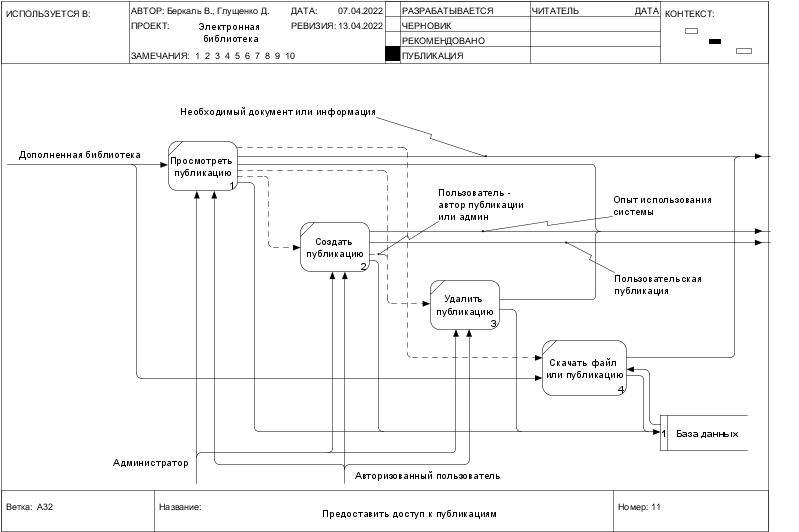 ИСПОЛЬЗУЕТСЯ В:
АВТОР: Беркаль В., Глущенко Д.
ДАТА: 07.04.2022
ПРОЕКТ: Электронная
библиотека
РЕВИЗИЯ: 13.04.2022
ЗАМЕЧАНИЯ: 1 2 3 4 5 6 7 8 9 10
РАЗРАБАТЫВАЕТСЯ
ЧЕРНОВИК
РЕКОМЕНДОВАНО
ПУБЛИКАЦИЯ
ЧИТАТЕЛЬ ДАТА
КОНТЕКСТ:
Необходимый документ или информация
Дополненная библиотека
Просмотреть
публикацию
1
Пользователь -
автор публикации
или админ
Опыт использования
системы
Создать
публикацию
2
Пользовательская
публикация
Удалить
публикацию
3
Скачать файл
или публикацию
4
1 База данных
Администратор
Авторизованный пользователь
Ветка: A32
Название:
Предоставить доступ к публикациям
Номер: 11